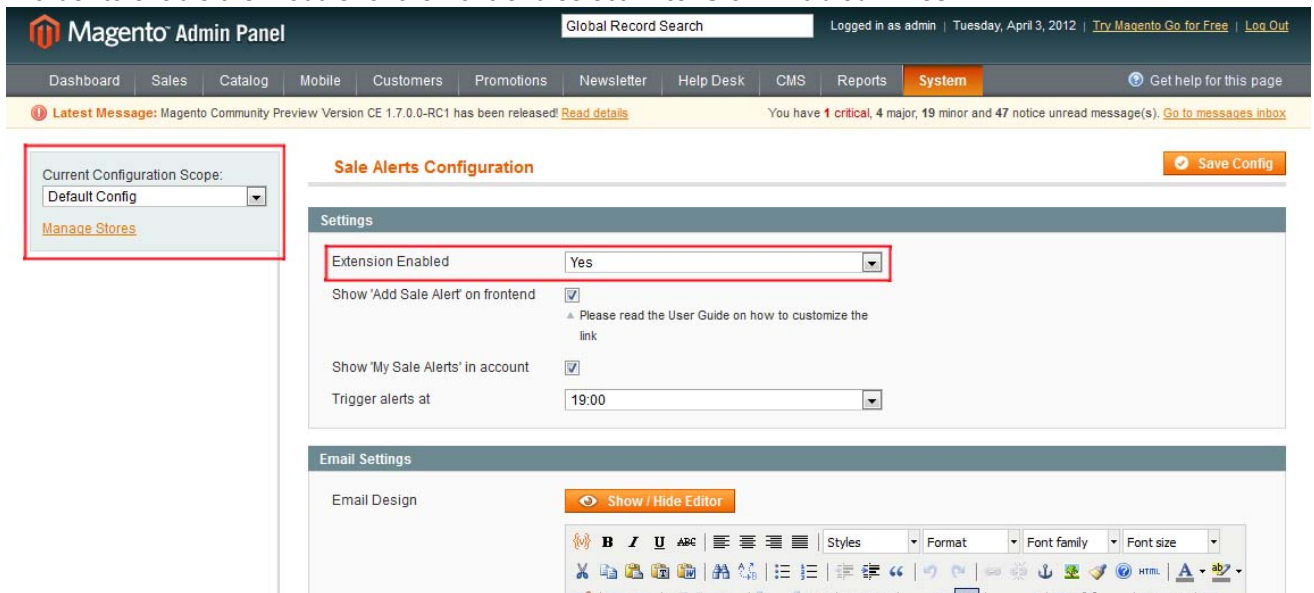 Magento Admin Panel
Global Record Search
Logged in as admin | Tuesday, April 3, 2012 | Try Magento Go for Free | Log Out
Dashboard Sales Catalog Mobile Customers Promotions Newsletter Help Desk CMS Reports System Get help for this page
Latest Message: Magento Community Preview Version CE 1.7.0.0-RC1 has been released! Read details You have 1 critical, 4 major, 19 minor and 47 notice unread message(s). Go to messages inbox
Current Configuration Scope:
Default Config
Manage Stores
Sale Alerts Configuration
Save Config
Settings
Extension Enabled Yes
Show 'Add Sale Alert' on frontend
Please read the User Guide on how to customize the
link
Show 'My Sale Alerts' in account
Trigger alerts at 19:00
Email Settings
Email Design Show / Hide Editor
B I U ABC Styles Format Font family Font size
HTML A ab